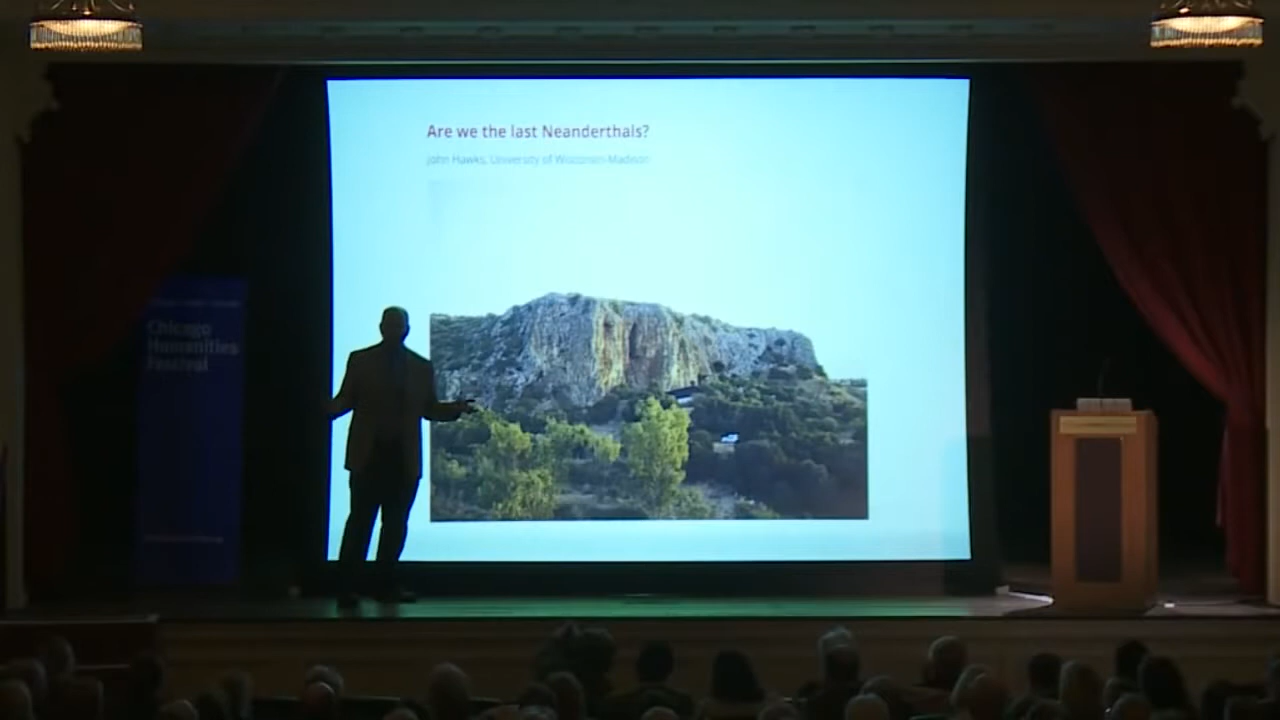 Are we the last Neanderthals?
John Hawks, University of Wisconsin-Madison
Chicago
Humanities
Festival